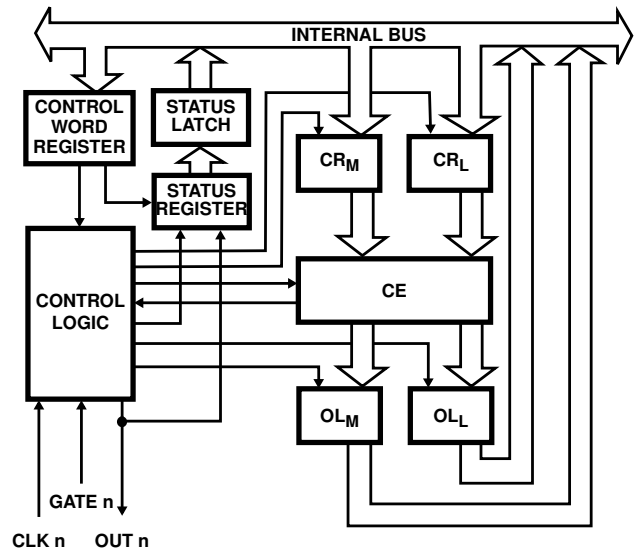 INTERNAL BUS
CONTROL
WORD
REGISTER
STATUS
LATCH
CRM
CRL
STATUS
REGISTER
CONTROL
LOGIC
CE
OLM
OLL
GATE n
CLK n
OUT n